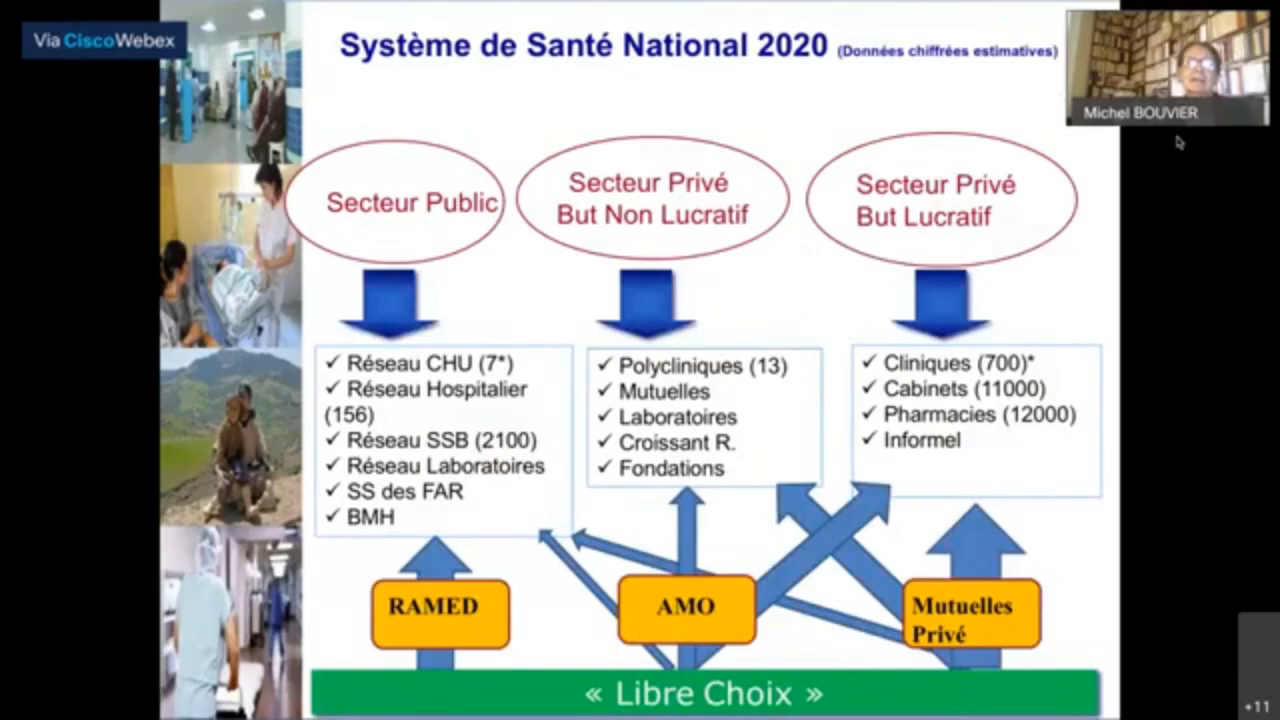 Via CiscoWebex
Système de Santé National 2020 (Données chiffrées estimatives)
Michel BOUVIER
Secteur Public
Secteur Privé
But Non Lucratif
Secteur Privé
But Lucratif
✓ Réseau CHU (7*)
✓ Réseau Hospitalier
(156)
✓ Réseau SSB (2100)
✓ Réseau Laboratoires
✓ SS des FAR
✓ BMH
✓ Polycliniques (13)
✓ Mutuelles
✓ Laboratoires
✓ Croissant R.
✓ Fondations
✓ Cliniques (700)*
✓ Cabinets (11000)
✓ Pharmacies (12000)
✓ Informel
RAMED
AMO
Mutuelles
Privé
« Libre Choix »
+11